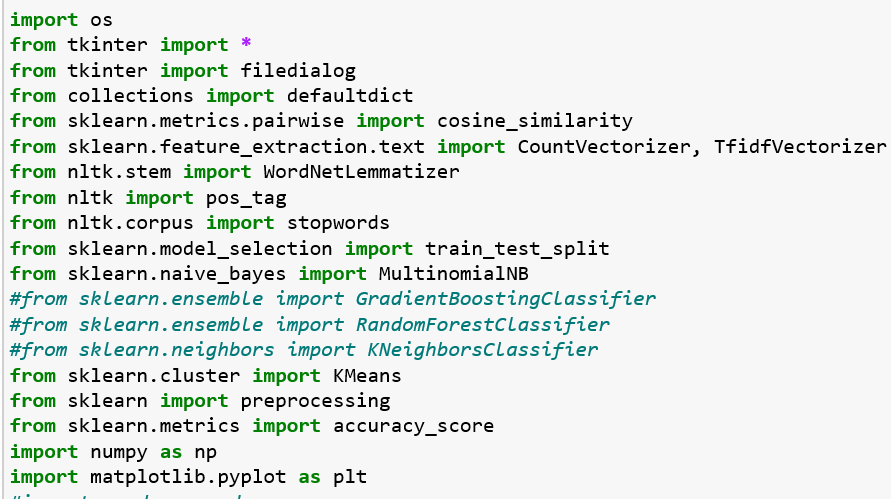 import os
from tkinter import *
from tkinter import filedialog
from collections import defaultdict
from sklearn.metrics.pairwise import cosine_similarity
from sklearn.feature_extraction.text import CountVectorizer, TfidfVectorizer
from nltk.stem import WordNetLemmatizer
from nltk import pos_tag
from nltk.corpus import stopwords
from sklearn.model_selection import train_test_split
from sklearn.naive_bayes import MultinomialNB
#from sklearn.ensemble import GradientBoostingClassifier
#from sklearn.ensemble import RandomForestClassifier
#from sklearn.neighbors import KNeighborsClassifier
from sklearn.cluster import KMeans
from sklearn import preprocessing
from sklearn.metrics import accuracy_score
import numpy as np
import matplotlib.pyplot as plt